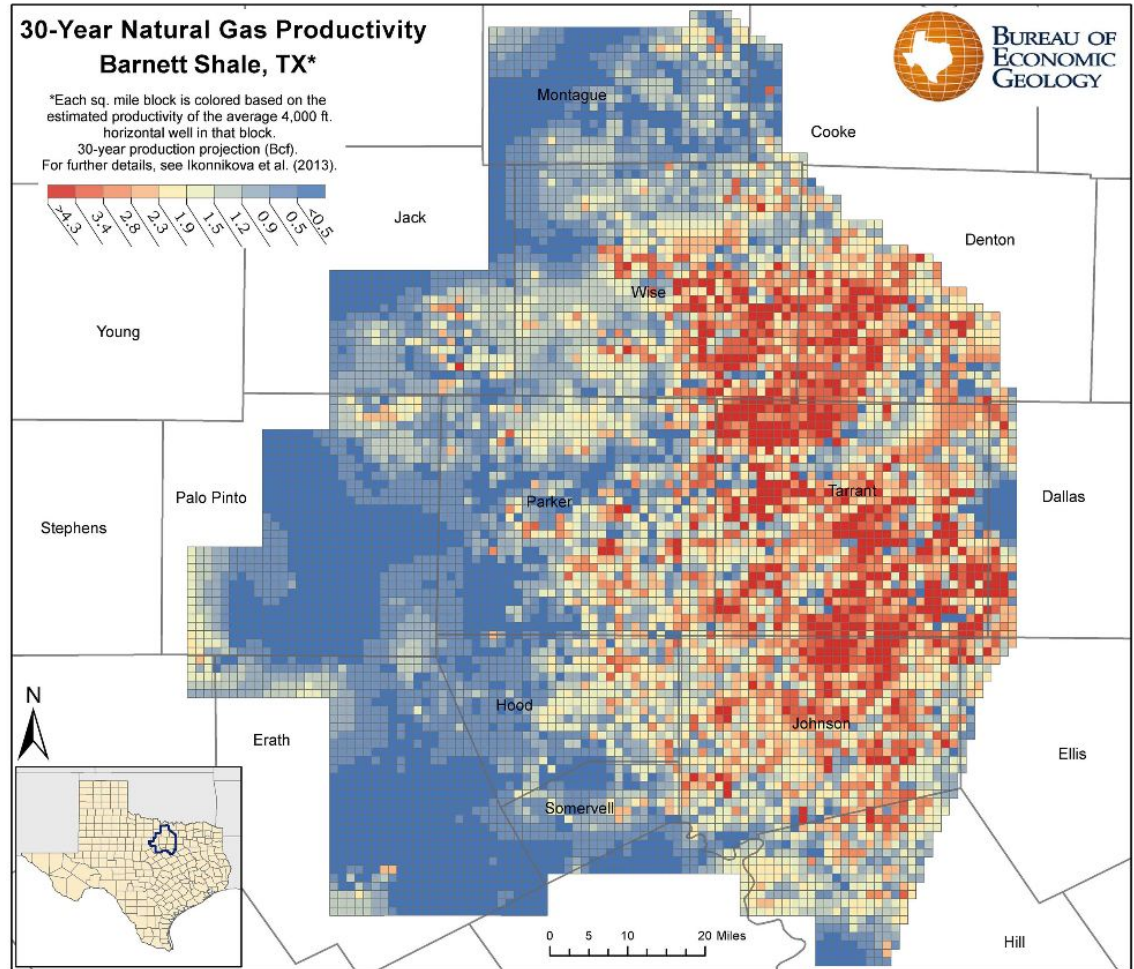 30-Year Natural Gas Productivity
Barnett Shale, TX*
*Each sq. mile block is colored based on the
estimated productivity of the average 4,000 ft.
horizontal well in that block.
30-year production projection (Bcf).
For further details, see Ikonnikova et al. (2013).
>4.3 3.4 2.8 2.3 1.9 1.5 1.2 0.9 0.5 <0.5
BUREAU OF
ECONOMIC
GEOLOGY
Montague
Cooke
Jack
Denton
Wise
Young
Palo Pinto
Parker
Tarrant
Dallas
Stephens
Hood
Johnson
Erath
Ellis
Somervell
Hill
N
0 5 10 20 Miles